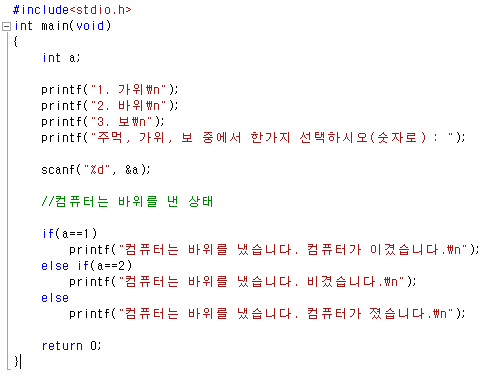 #include<stdio.h>
int main(void)
{
    int a;

    printf("1. 가위₩n");
    printf("2. 바위₩n");
    printf("3. 보₩n");
    printf("주먹, 가위, 보 중에서 한가지 선택하시오(숫자로) : ");

    scanf("%d", &a);

    //컴퓨터는 바위를 낸 상태

    if(a==1)
        printf("컴퓨터는 바위를 냈습니다. 컴퓨터가 이겼습니다.₩n");
    else if(a==2)
        printf("컴퓨터는 바위를 냈습니다. 비겼습니다.₩n");
    else
        printf("컴퓨터는 바위를 냈습니다. 컴퓨터가 졌습니다.₩n");

    return 0;
}